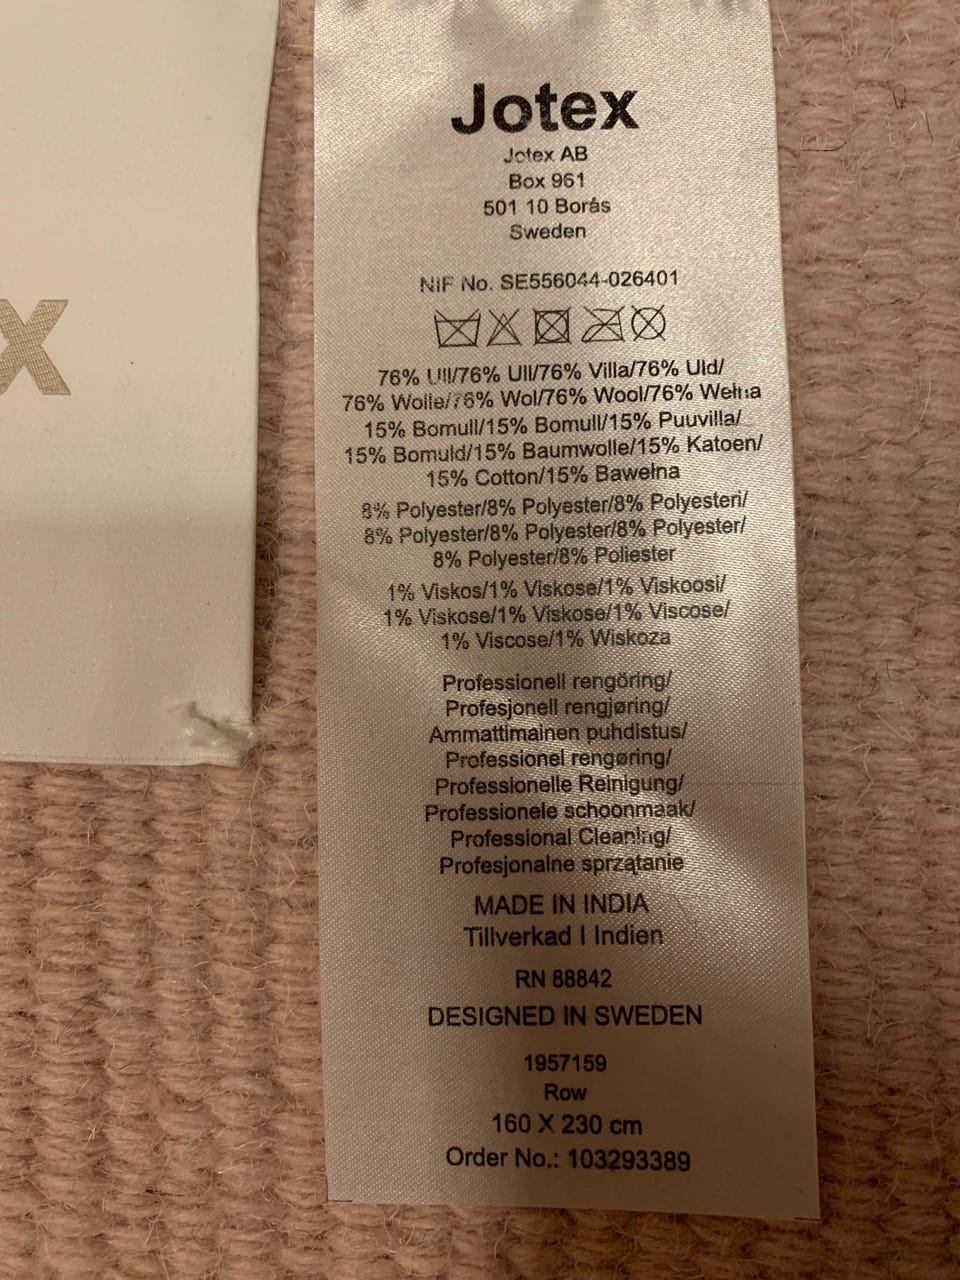 x
Jotex
Jotex AB
Box 961
501 10 Borås
Sweden
NIF No. SE556044-026401
76% Ull/76% Ull/76% Villa/76% Uld/
76% Wolle/76% Wol/76% Wool/76% Wełna
15% Bomull/15% Bomull/15% Puuvilla/
15% Bomuld/15% Baumwolle/15% Katoen/
15% Cotton/15% Bawełna
8% Polyester/8% Polyester/8% Polyesteri/
8% Polyester/8% Polyester/8% Polyester/
8% Polyester/8% Poliester
1% Viskos/1% Viskose/1% Viskoosi/
1% Viskose/1% Viskose/1% Viscose/
1% Viscose/1% Wiskoza
Professionell rengöring/
Profesjonell rengjøring/
Ammattimainen puhdistus/
Professionel rengøring/
Professionelle Reinigung/
Professionele schoonmaak/
Professional Cleaning/
Profesjonalne sprzątanie
MADE IN INDIA
Tillverkad I Indien
RN 88842
DESIGNED IN SWEDEN
1957159
Row
160 X 230 cm
Order No.: 103293389